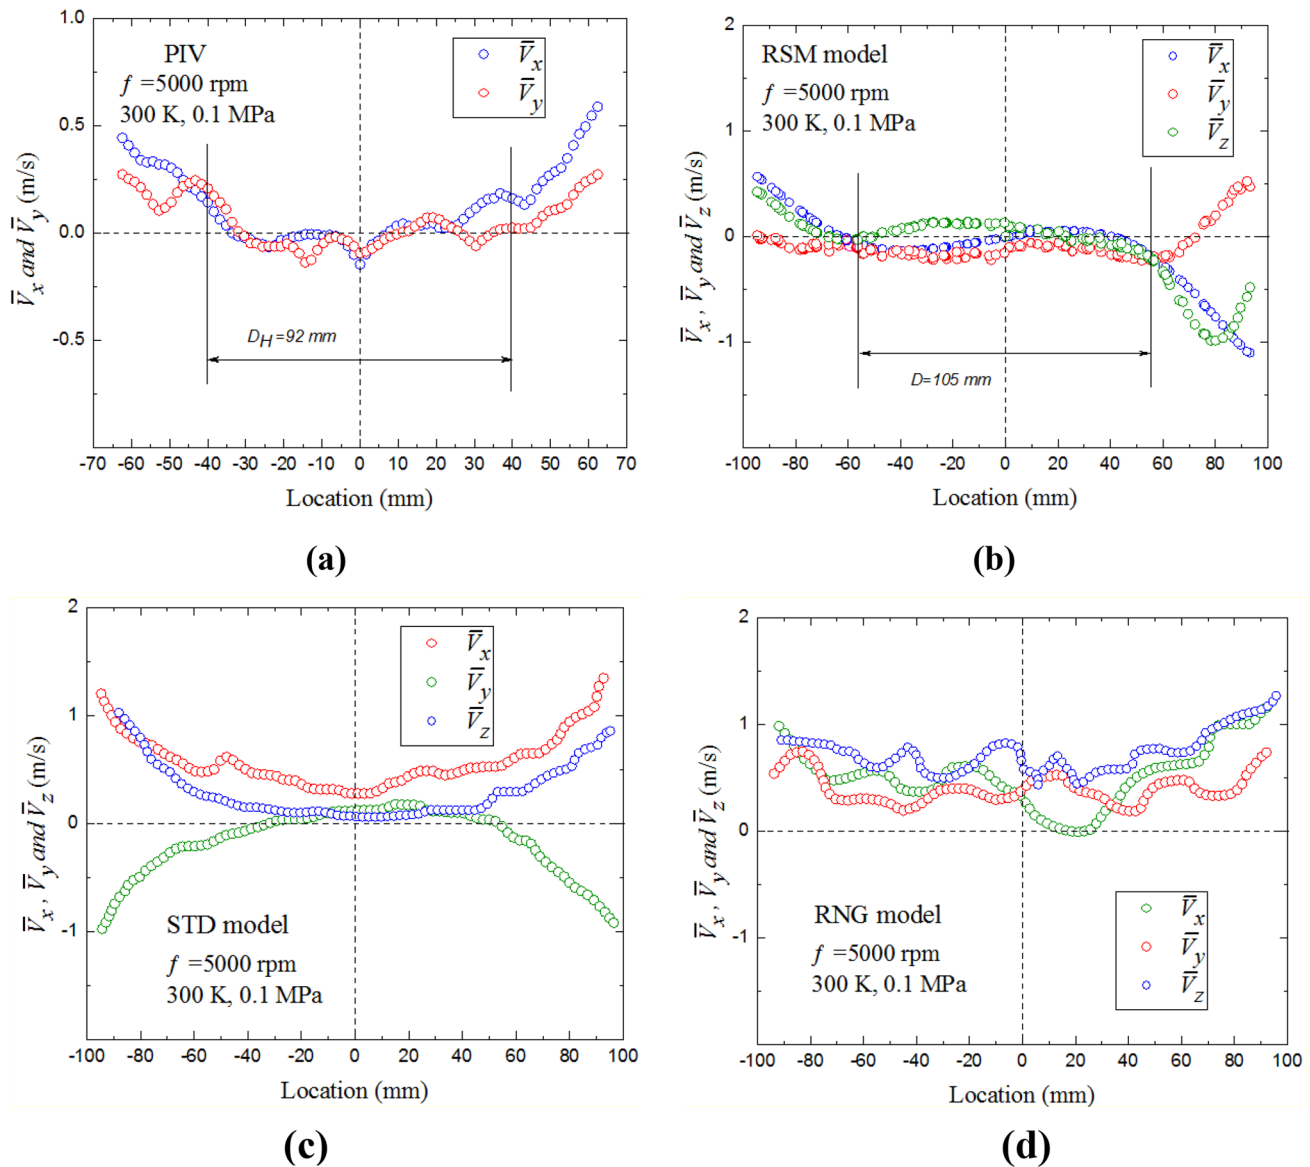 1.0
0.5
0.0
-0.5
V̅x and V̅y (m/s)
PIV
f =5000 rpm
300 K, 0.1 MPa
V̅x
V̅y
DH=92 mm
-70 -60 -50 -40 -30 -20 -10 0 10 20 30 40 50 60 70
Location (mm)
(a)
2
1
0
-1
-2
V̅x, V̅y and V̅z (m/s)
RSM model
f =5000 rpm
300 K, 0.1 MPa
V̅x
V̅y
V̅z
D=105 mm
-100 -80 -60 -40 -20 0 20 40 60 80 100
Location (mm)
(b)
2
1
0
-1
V̅x, V̅y and V̅z (m/s)
V̅x
V̅y
V̅z
STD model
f =5000 rpm
300 K, 0.1 MPa
-100 -80 -60 -40 -20 0 20 40 60 80 100
Location (mm)
(c)
2
1
0
-1
V̅x, V̅y and V̅z (m/s)
RNG model
f =5000 rpm
300 K, 0.1 MPa
V̅x
V̅y
V̅z
-100 -80 -60 -40 -20 0 20 40 60 80 100
Location (mm)
(d)